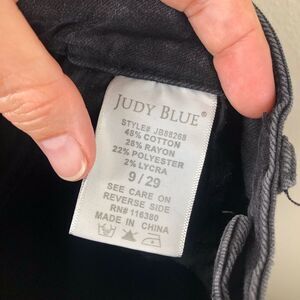 JUDY BLUE®
STYLE# JB88268
48% COTTON
28% RAYON
22% POLYESTER
2% LYCRA
9 / 29
SEE CARE ON
REVERSE SIDE
RN# 116380
MADE IN CHINA